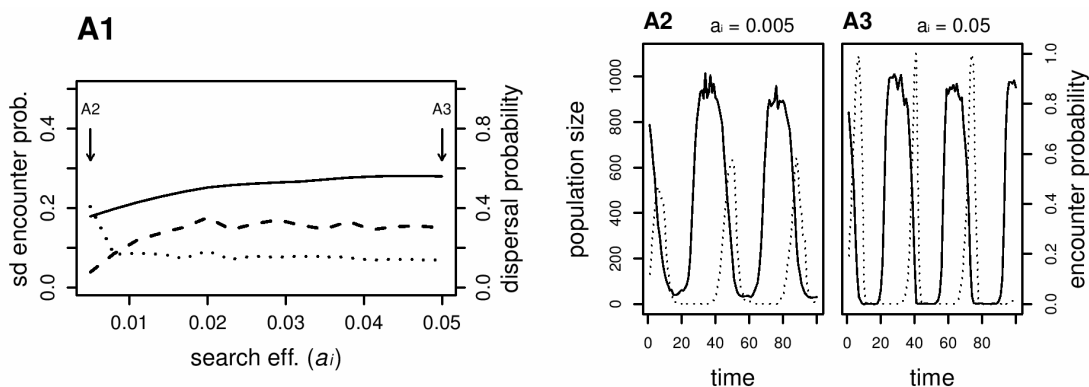 A1
sd encounter prob.
0.0 0.2 0.4
A2
A3
0.0 0.4 0.8
dispersal probability
0.01 0.02 0.03 0.04 0.05
search eff. (ai)
A2 ai = 0.005
population size
0 200 400 600 800 1000
0 20 40 60 80
time
A3 ai = 0.05
0 20 40 60 80
time
0.0 0.2 0.4 0.6 0.8 1.0
encounter probability